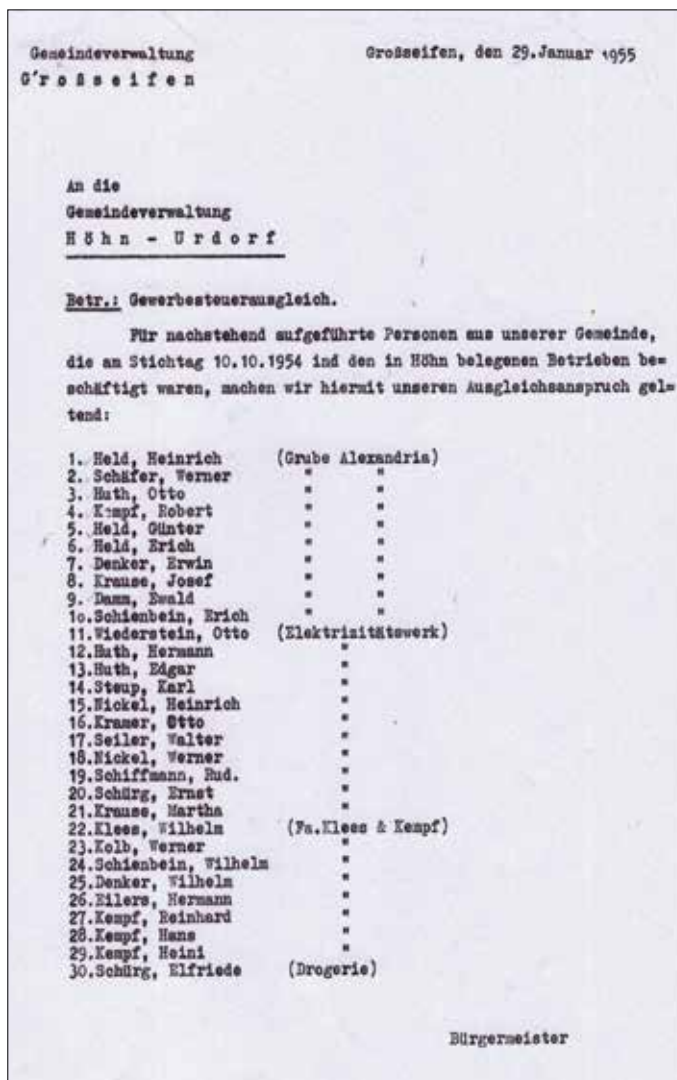 Gemeindeverwaltung Großseifen, den 29.Januar 1955
G'r o ß s e i f e n
An die
Gemeindeverwaltung
H ö h n - U r d o r f
Betr.: Gewerbesteuerausgleich.
Für nachstehend aufgeführte Personen aus unserer Gemeinde,
die am Stichtag 10.10.1954 ind den in Höhn belegenen Betrieben be=
schäftigt waren, machen wir hiermit unseren Ausgleichsanspruch gel=
tend:
1. Held, Heinrich (Grube Alexandria)
2. Schäfer, Werner " "
3. Huth, Otto " "
4. Kempf, Robert " "
5. Held, Günter " "
6. Held, Erich " "
7. Denker, Erwin " "
8. Krause, Josef " "
9. Damm, Ewald " "
1o.Schienbein, Erich " "
11.Wiederstein, Otto (Elektrizitätswerk)
12.Huth, Hermann "
13.Huth, Edgar "
14.Steup, Karl "
15.Nickel, Heinrich "
16.Kramer, Otto "
17.Seiler, Walter "
18.Nickel, Werner "
19.Schiffmann, Rud. "
20.Schürg, Ernst "
21.Krause, Martha "
22.Klees, Wilhelm (Fa.Klees & Kempf)
23.Kolb, Werner "
24.Schienbein, Wilhelm "
25.Denker, Wilhelm "
26.Eilers, Hermann "
27.Kempf, Reinhard "
28.Kempf, Hans "
29.Kempf, Heini "
30.Schürg, Elfriede (Drogerie)
Bürgermeister